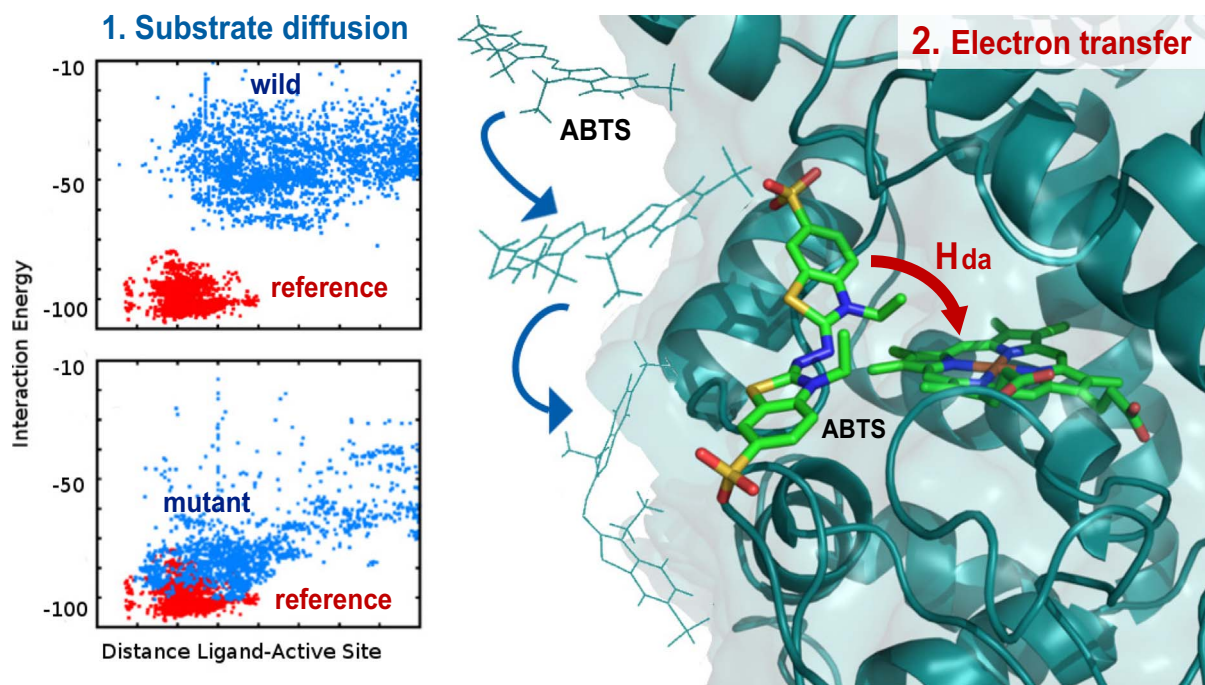 1. Substrate diffusion
-10
wild
-50
reference
-100
-10
mutant
-50
reference
-100
Interaction Energy
Distance Ligand-Active Site
ABTS
2. Electron transfer
Hda
ABTS